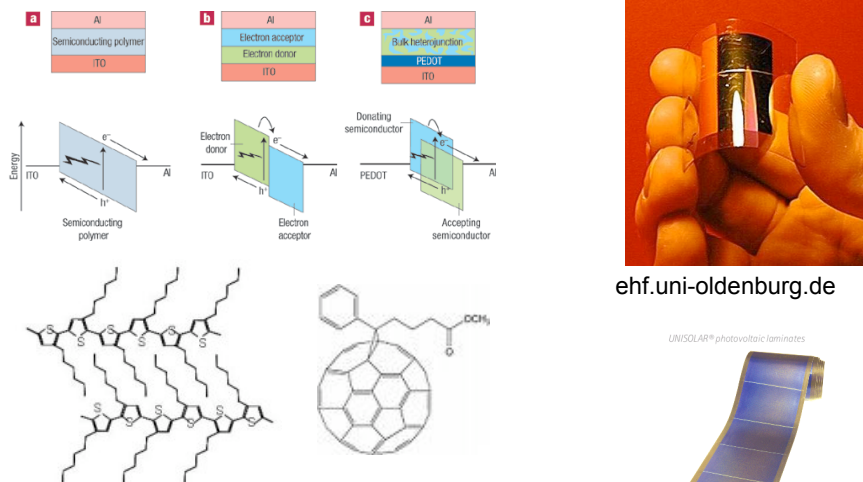 a
Al
Semiconducting polymer
ITO
b
Al
Electron acceptor
Electron donor
ITO
c
Al
Bulk heterojunction
PEDOT
ITO
Energy
ITO
e⁻
h⁺
Al
Semiconducting
polymer
Electron
donor
ITO
e⁻
h⁺
Al
Electron
acceptor
Donating
semiconductor
PEDOT
e⁻
h⁺
Al
Accepting
semiconductor
ehf.uni-oldenburg.de
S
S
S
S
S
S
S
S
S
S
S
S
OCH₃
O
UNISOLAR® photovoltaic laminates